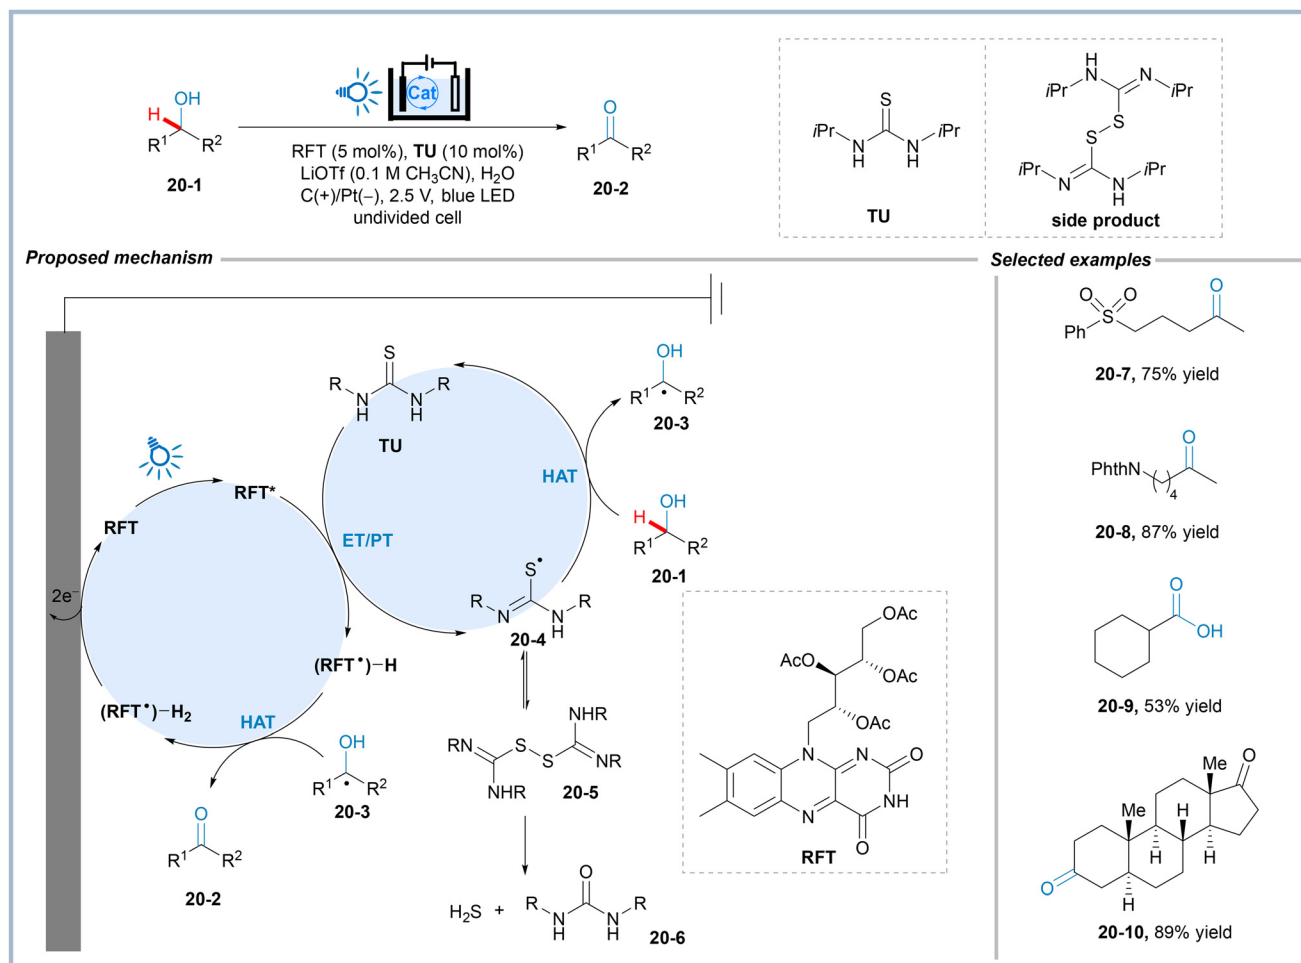 H
OH
R1
R2
20-1
Cat
RFT (5 mol%), TU (10 mol%)
LiOTf (0.1 M CH3CN), H2O
C(+)/Pt(−), 2.5 V, blue LED
undivided cell
O
R1
R2
20-2
S
iPr
N
H
N
H
iPr
TU
H
N
iPr
N
iPr
S
S
iPr
N
N
H
iPr
side product
Proposed mechanism
Selected examples
S
R
N
H
N
H
R
TU
OH
R1
R2
20-3
HAT
H
OH
R1
R2
20-1
RFT*
RFT
ET/PT
S
R
N
N
H
R
20-4
2e−
(RFT•)−H
(RFT•)−H2
HAT
OH
R1
R2
20-3
O
R1
R2
20-2
NHR
RN
S
S
NR
NHR
20-5
H2S +
O
R
N
H
N
H
R
20-6
OAc
AcO
OAc
OAc
N
N
O
NH
N
O
RFT
O
O
S
Ph
O
20-7, 75% yield
O
PhthN
4
20-8, 87% yield
O
OH
20-9, 53% yield
Me
O
Me
H
H
H
O
H
20-10, 89% yield